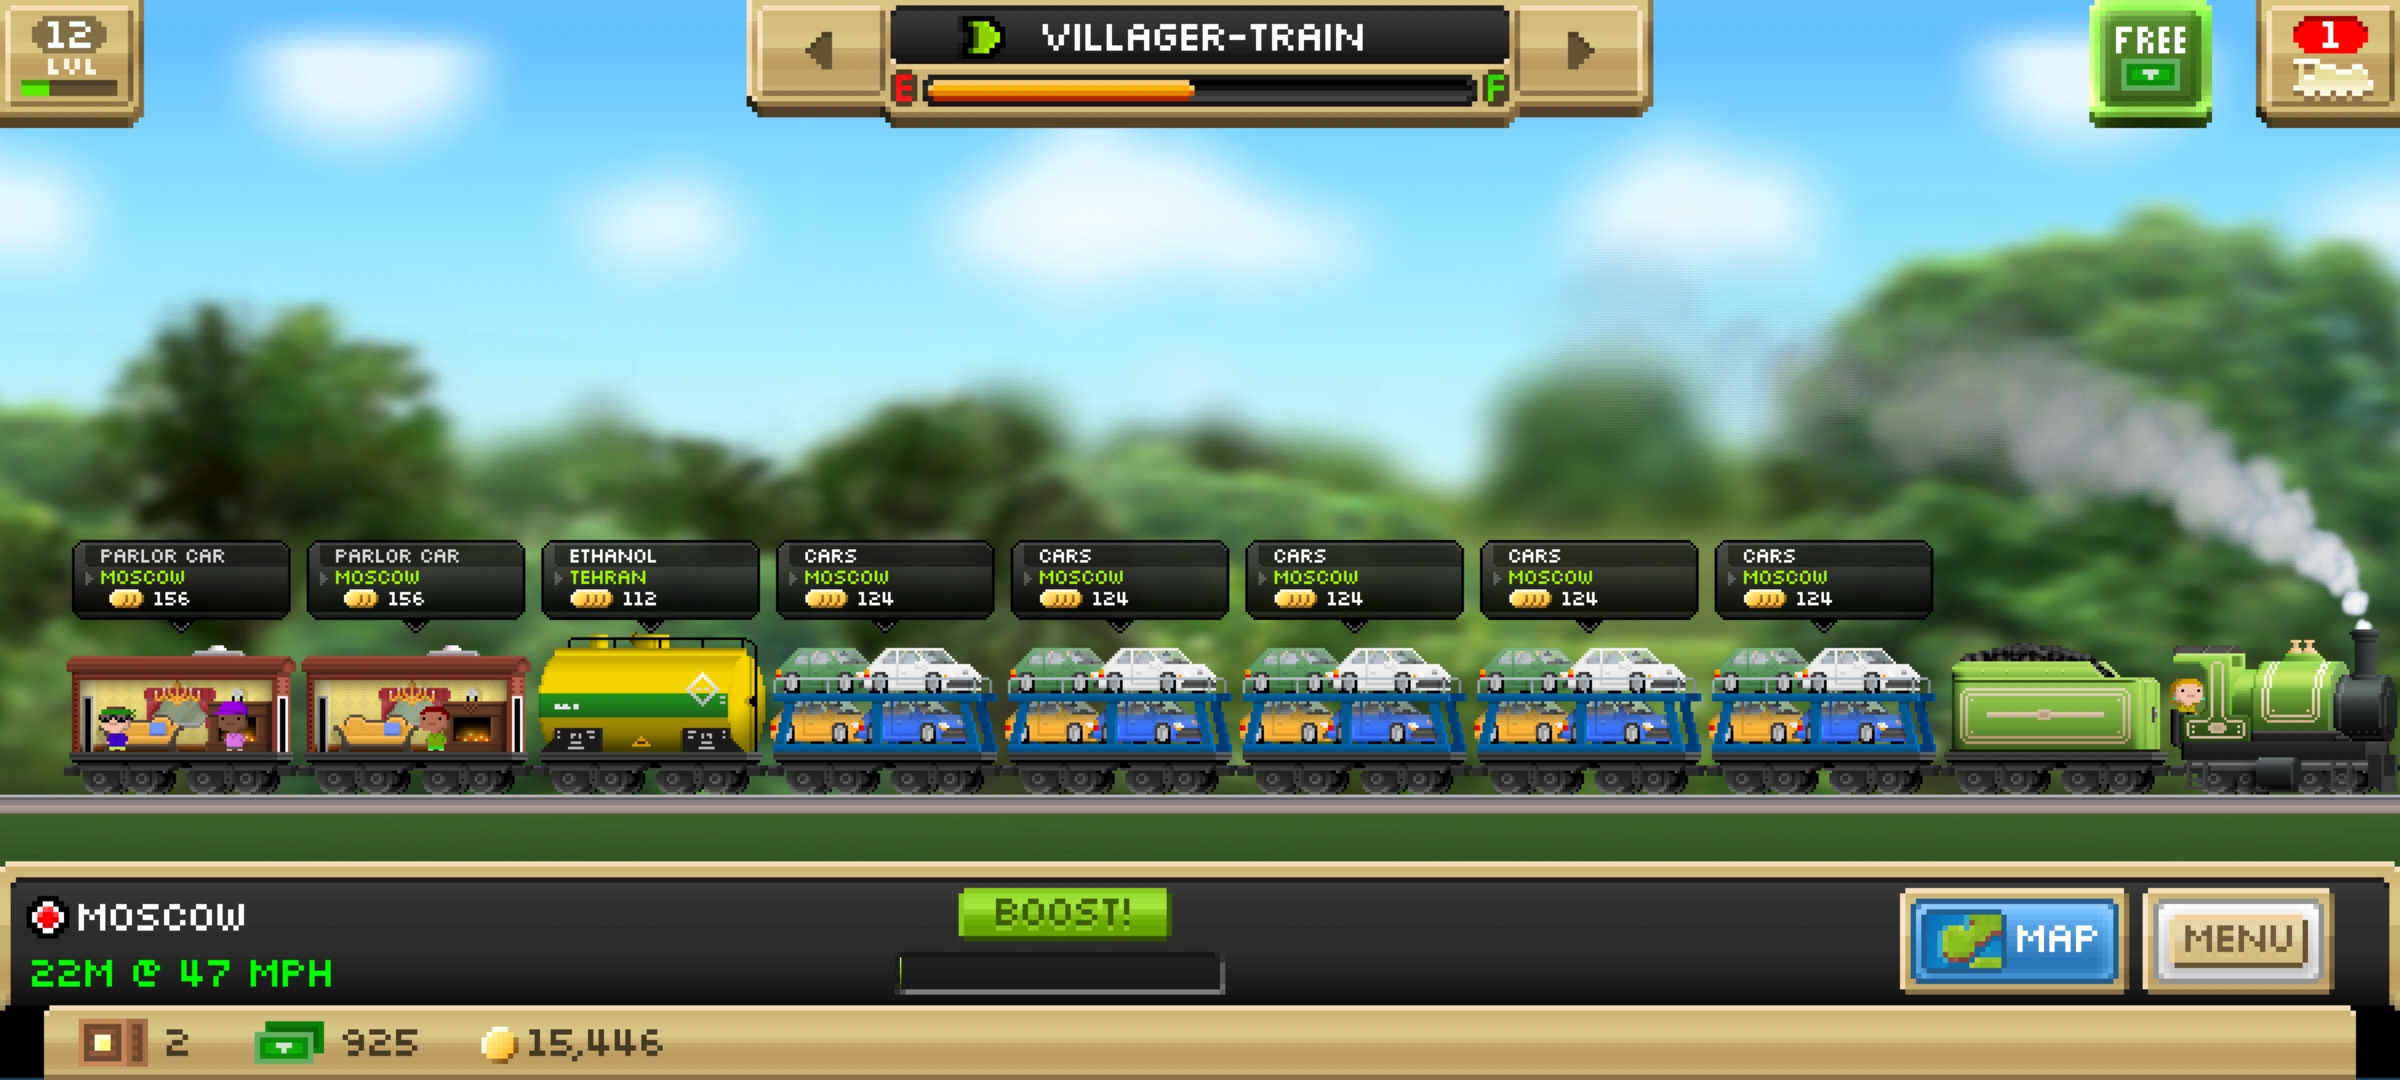 12
LVL
VILLAGER-TRAIN
E
F
FREE
1
PARLOR CAR
MOSCOW
156
PARLOR CAR
MOSCOW
156
ETHANOL
TEHRAN
112
CARS
MOSCOW
124
CARS
MOSCOW
124
CARS
MOSCOW
124
CARS
MOSCOW
124
CARS
MOSCOW
124
MOSCOW
22M @ 47 MPH
BOOST!
MAP
MENU
2
925
15,446